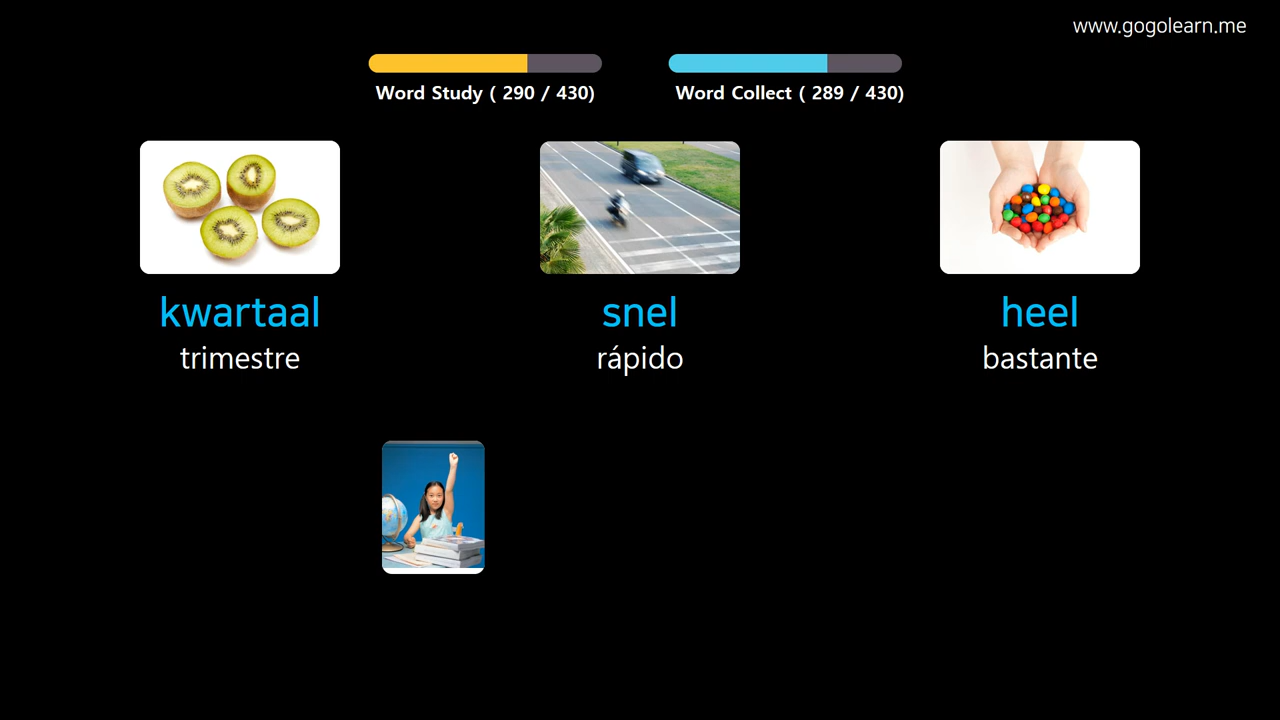 www.gogolearn.me
Word Study ( 290 / 430)
Word Collect ( 289 / 430)
kwartaal
trimestre
snel
rápido
heel
bastante